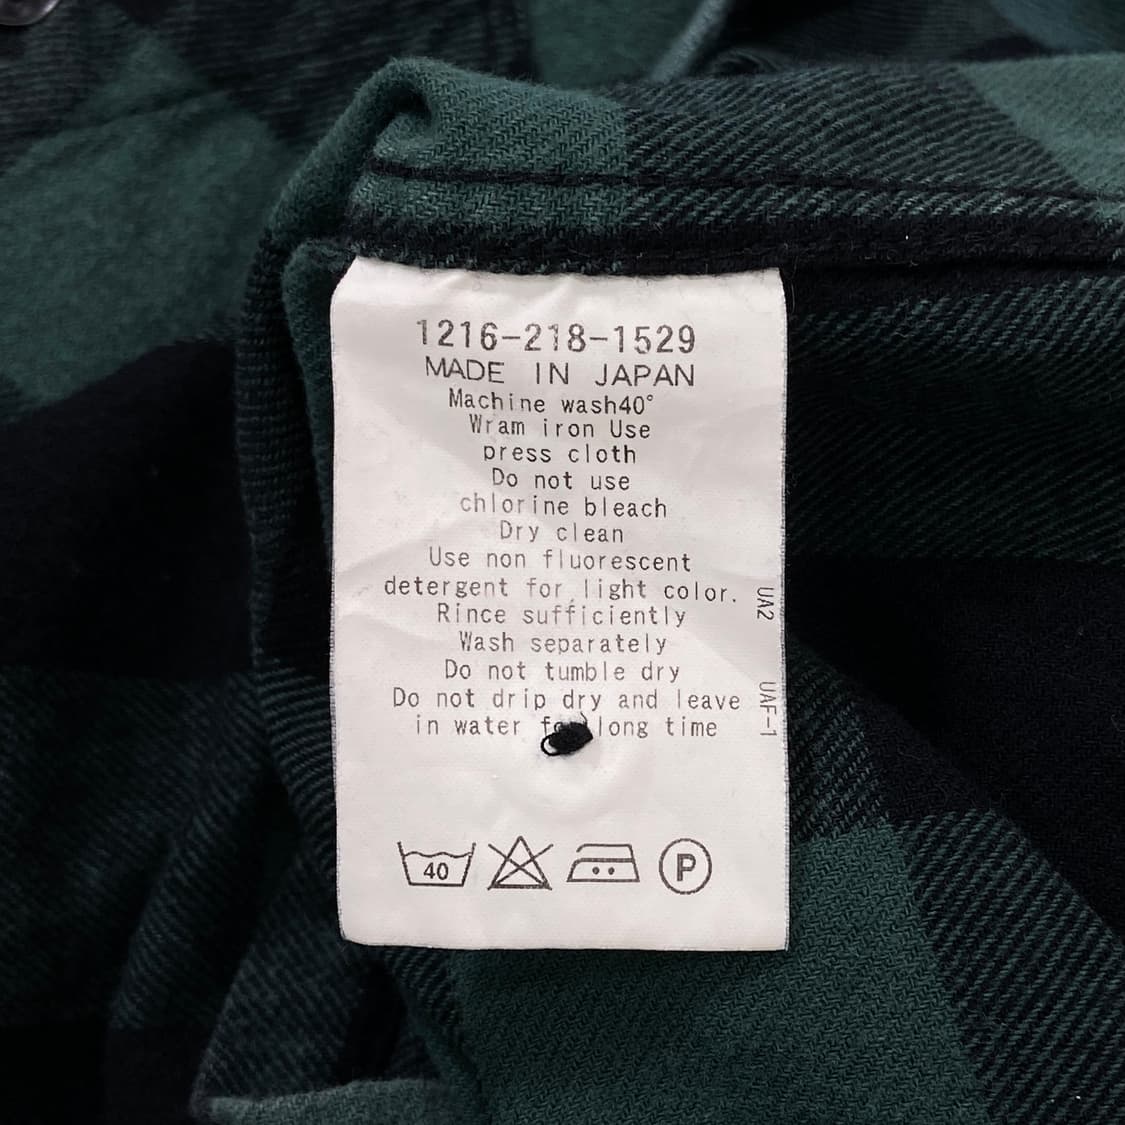 1216-218-1529
MADE IN JAPAN
Machine wash40°
Wram iron Use
press cloth
Do not use
chlorine bleach
Dry clean
Use non fluorescent
detergent for light color.
Rince sufficiently
Wash separately
Do not tumble dry
Do not drip dry and leave
in water long time
UA2
UAF-1
40
P